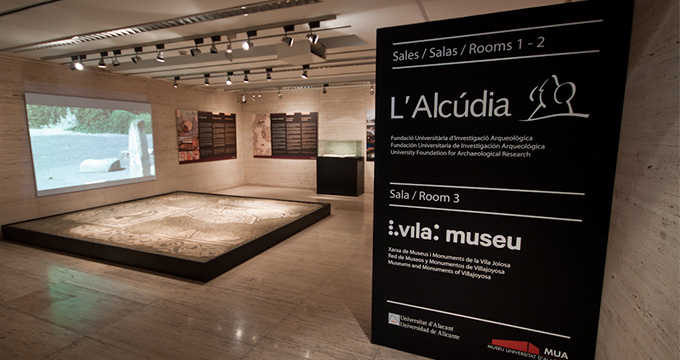 Sales / Salas / Rooms 1 - 2
L'Alcúdia
Fundació Universitària d'Investigació Arqueològica
Fundación Universitaria de Investigación Arqueológica
University Foundation for Archaeological Research
Sala / Room 3
vila museu
Xarxa de Museus i Monuments de la Vila Joiosa
Red de Museos y Monumentos de Villajoyosa
Museums and Monuments of Villajoyosa
Universitat d'Alacant
Universidad de Alicante
MUA
MUSEU UNIVERSITAT D'ALACANT